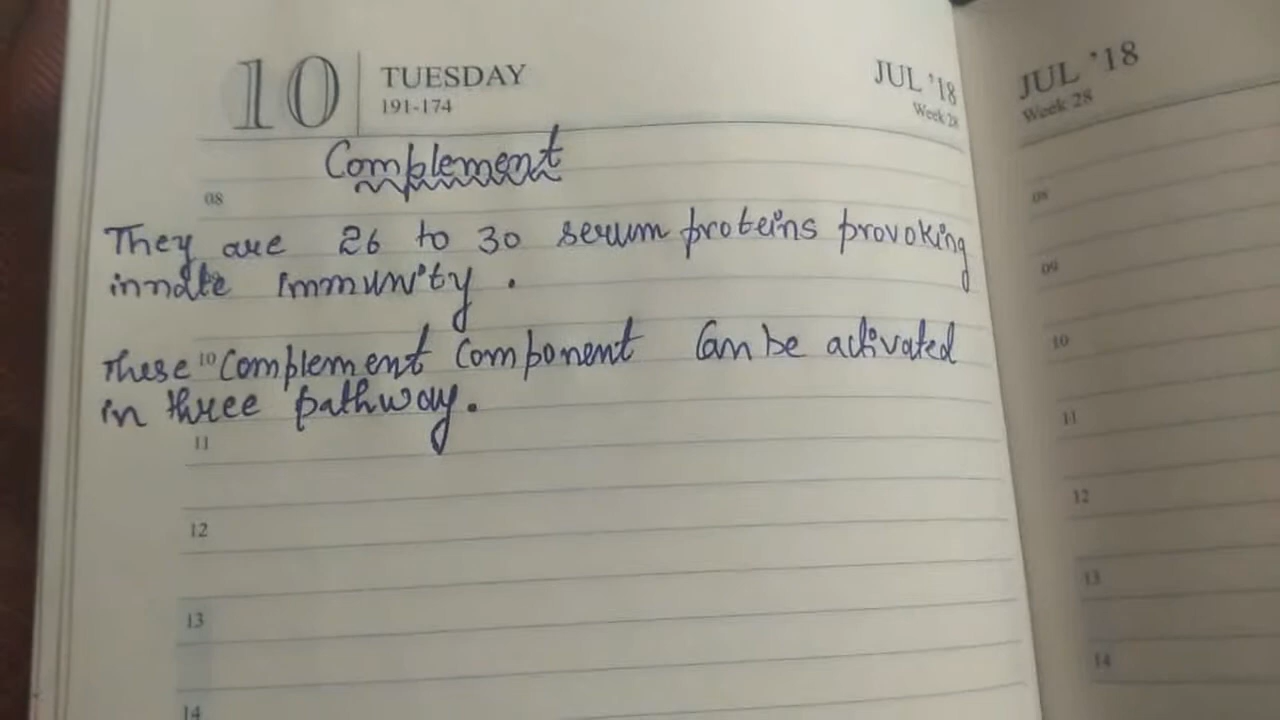 10 TUESDAY JUL '18
191-174 Week 28
Complement
08
They are 26 to 30 serum proteins provoking
innate immunity.
These 10 complement component can be activated
in three pathway.
11
12
13
14
JUL '18
Week 28
08
09
10
11
12
13
14